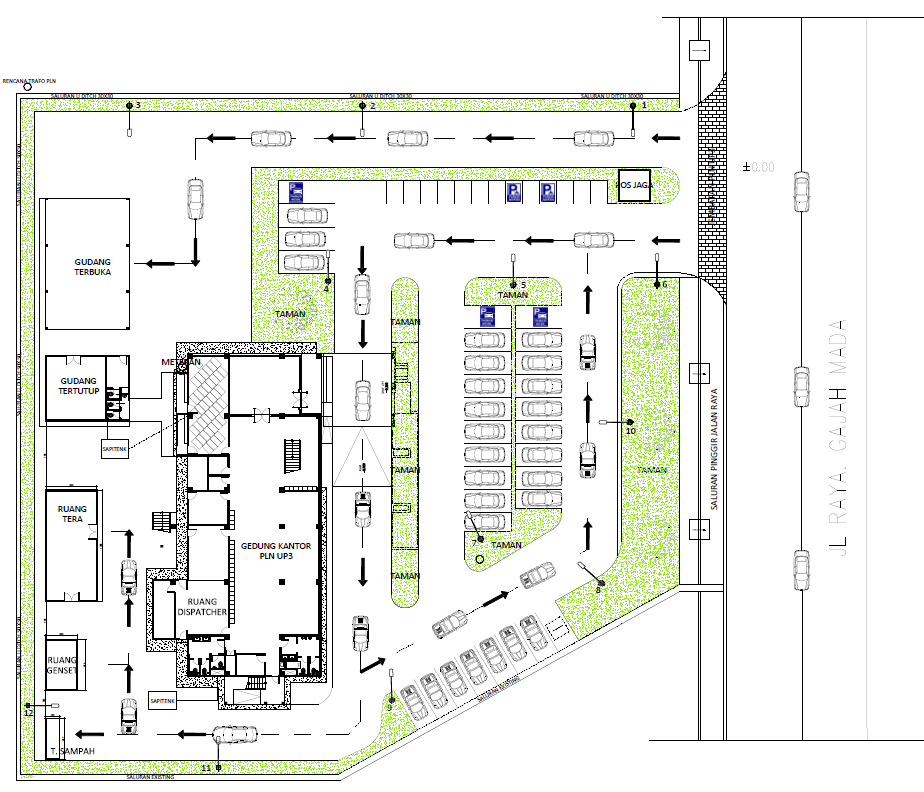 RENCANA TRAFO PLN
SALURAN U DITCH 30X30
SALURAN U DITCH 30X30
SALURAN U DITCH 30X30
3
2
1
±0.00
POS JAGA
GUDANG
TERBUKA
4
5
6
TAMAN
TAMAN
TAMAN
GUDANG
TERTUTUP
SAPITENK
10
TAMAN
TAMAN
SALURAN PINGGIR JALAN RAYA
JL RAYA. GAJAH MADA
RUANG
TERA
GEDUNG KANTOR
PLN UP3
7
TAMAN
TAMAN
8
RUANG
DISPATCHER
RUANG
GENSET
SAPITENK
SALURAN EXISTING
9
12
T. SAMPAH
11
SALURAN EXISTING